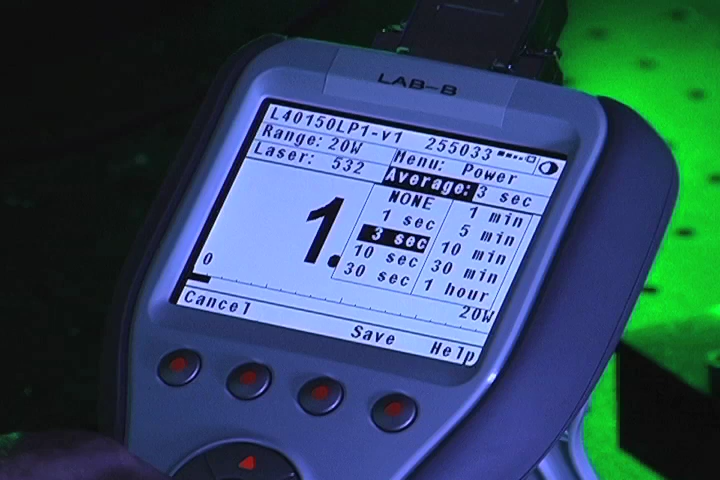 LAB-B
L40150LP1-v1 255033
Range: 20W Menu: Power
Laser: 532 Average: 3 sec
NONE 1 min
1 sec 5 min
3 sec 10 min
10 sec 30 min
30 sec 1 hour
1.
0 20W
Cancel Save Help